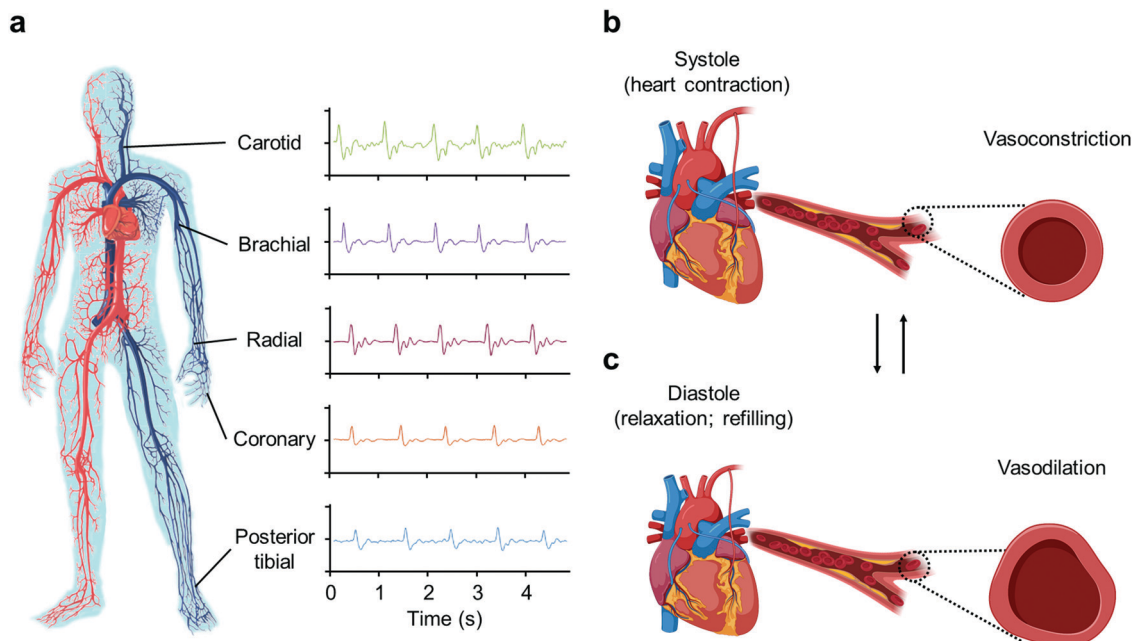 a
Carotid
Brachial
Radial
Coronary
Posterior
tibial
0 1 2 3 4
Time (s)
b
Systole
(heart contraction)
Vasoconstriction
c
Diastole
(relaxation; refilling)
Vasodilation